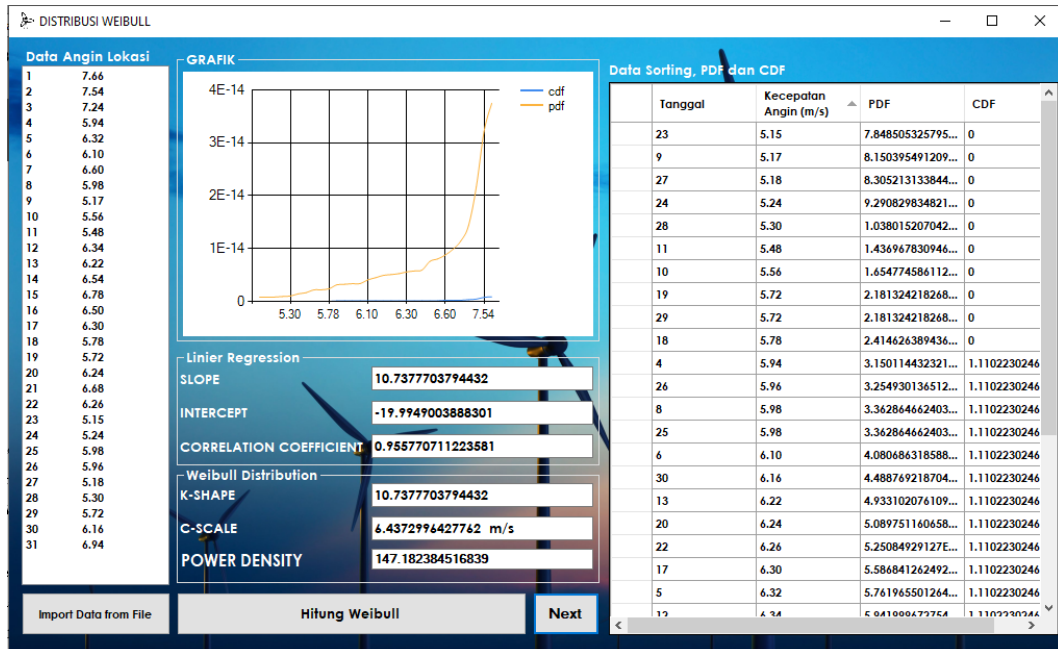 DISTRIBUSI WEIBULL
Data Angin Lokasi
1 7.66
2 7.54
3 7.24
4 5.94
5 6.32
6 6.10
7 6.60
8 5.98
9 5.17
10 5.56
11 5.48
12 6.34
13 6.22
14 6.54
15 6.78
16 6.50
17 6.30
18 5.78
19 5.72
20 6.24
21 6.68
22 6.26
23 5.15
24 5.24
25 5.98
26 5.96
27 5.18
28 5.30
29 5.72
30 6.16
31 6.94
Import Data from File
GRAFIK
4E-14
3E-14
2E-14
1E-14
0
5.30 5.78 6.10 6.30 6.60 7.54
cdf
pdf
Linier Regression
SLOPE 10.7377703794432
INTERCEPT -19.9949003888301
CORRELATION COEFFICIENT 0.955770711223581
Weibull Distribution
K-SHAPE 10.7377703794432
C-SCALE 6.4372996427762 m/s
POWER DENSITY 147.182384516839
Hitung Weibull
Next
Data Sorting, PDF dan CDF
Tanggal Kecepatan Angin (m/s) PDF CDF
23 5.15 7.848505325795... 0
9 5.17 8.150395491209... 0
27 5.18 8.305213133844... 0
24 5.24 9.290829834821... 0
28 5.30 1.038015207042... 0
11 5.48 1.436967830946... 0
10 5.56 1.654774586112... 0
19 5.72 2.181324218268... 0
29 5.72 2.181324218268... 0
18 5.78 2.414626389436... 0
4 5.94 3.150114432321... 1.1102230246
26 5.96 3.254930136512... 1.1102230246
8 5.98 3.362864662403... 1.1102230246
25 5.98 3.362864662403... 1.1102230246
6 6.10 4.080686318588... 1.1102230246
30 6.16 4.488769218704... 1.1102230246
13 6.22 4.933102076109... 1.1102230246
20 6.24 5.089751160658... 1.1102230246
22 6.26 5.25084929127E... 1.1102230246
17 6.30 5.586841262492... 1.1102230246
5 6.32 5.761965501264... 1.1102230246
12 6.34 5.941999672754... 1.1102230246